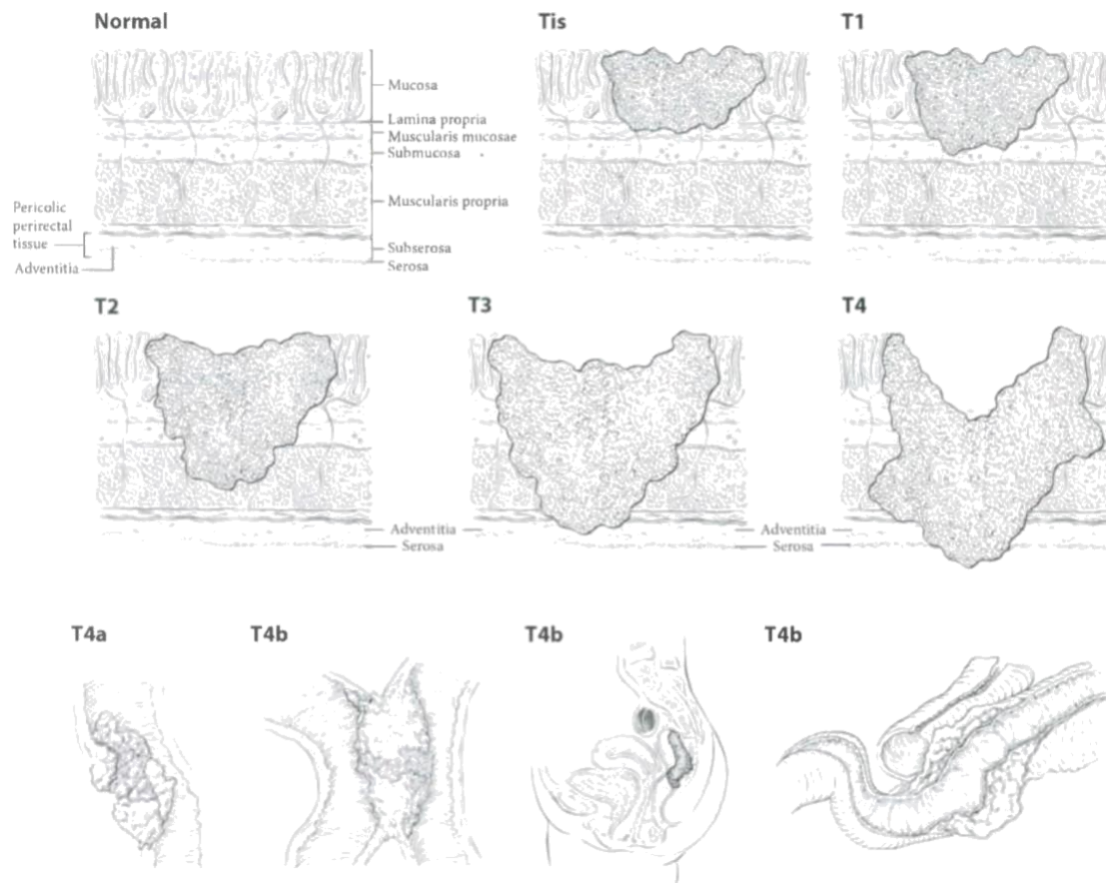 Normal
Tis
T1
Mucosa
Lamina propria
Muscularis mucosae
Submucosa
Muscularis propria
Pericolic
perirectal
tissue
Subserosa
Adventitia
Serosa
T2
T3
T4
Adventitia
Serosa
Adventitia
Serosa
T4a
T4b
T4b
T4b